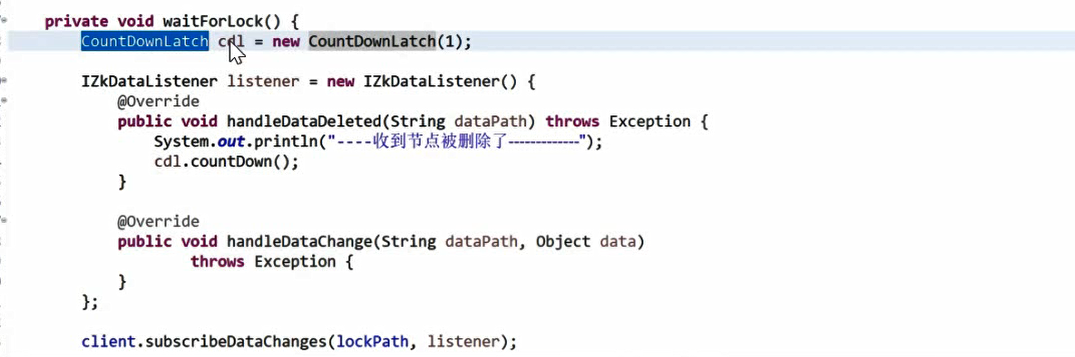 private void waitForLock() {
CountDownLatch cdl = new CountDownLatch(1);
IZkDataListener listener = new IZkDataListener() {
@Override
public void handleDataDeleted(String dataPath) throws Exception {
System.out.println("----收到节点被删除了-------------");
cdl.countDown();
}
@Override
public void handleDataChange(String dataPath, Object data)
throws Exception {
}
};
client.subscribeDataChanges(lockPath, listener);